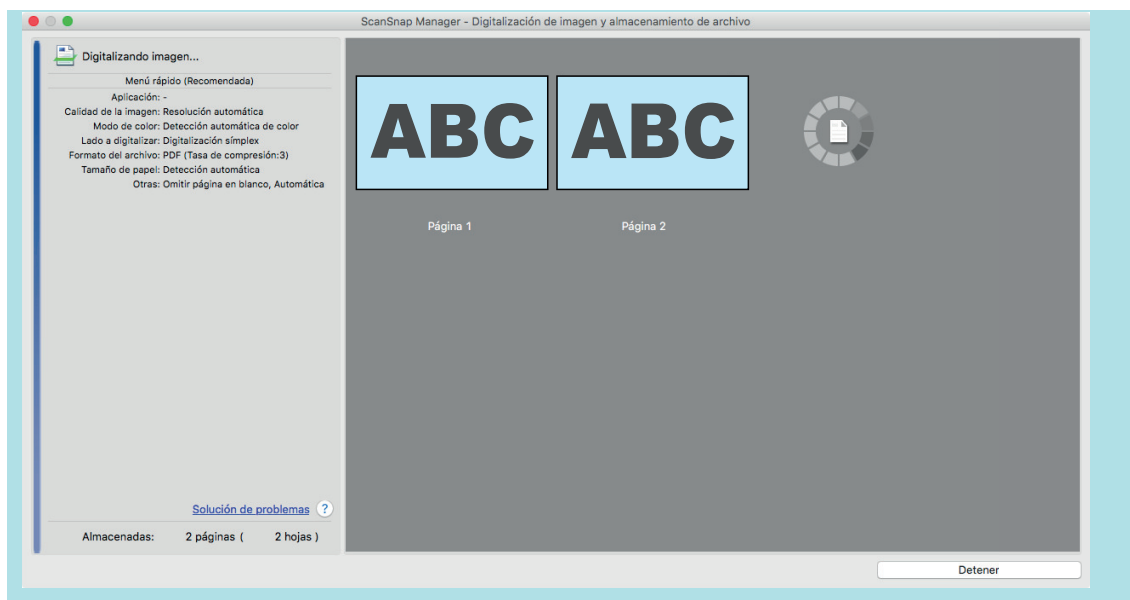 ScanSnap Manager - Digitalización de imagen y almacenamiento de archivo
Digitalizando imagen...
Menú rápido (Recomendada)
Aplicación: -
Calidad de la imagen: Resolución automática
Modo de color: Detección automática de color
Lado a digitalizar: Digitalización símplex
Formato del archivo: PDF (Tasa de compresión:3)
Tamaño de papel: Detección automática
Otras: Omitir página en blanco, Automática
Solución de problemas ?
Almacenadas: 2 páginas ( 2 hojas )
ABC ABC
Página 1 Página 2
Detener